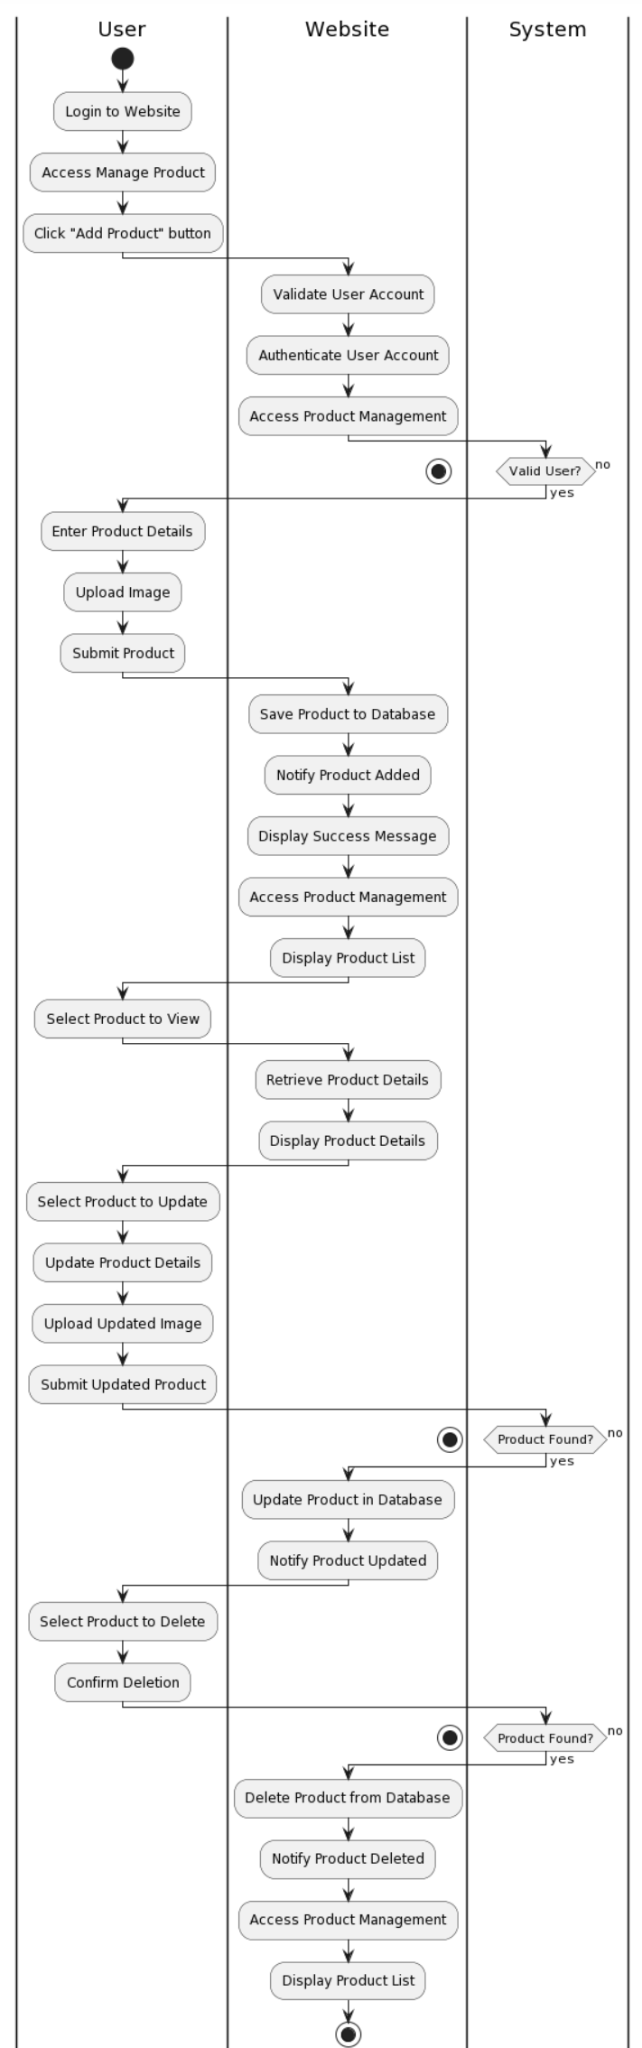 User
Website
System
Login to Website
Access Manage Product
Click "Add Product" button
Validate User Account
Authenticate User Account
Access Product Management
Valid User?
no
yes
Enter Product Details
Upload Image
Submit Product
Save Product to Database
Notify Product Added
Display Success Message
Access Product Management
Display Product List
Select Product to View
Retrieve Product Details
Display Product Details
Select Product to Update
Update Product Details
Upload Updated Image
Submit Updated Product
Product Found?
no
yes
Update Product in Database
Notify Product Updated
Select Product to Delete
Confirm Deletion
Product Found?
no
yes
Delete Product from Database
Notify Product Deleted
Access Product Management
Display Product List